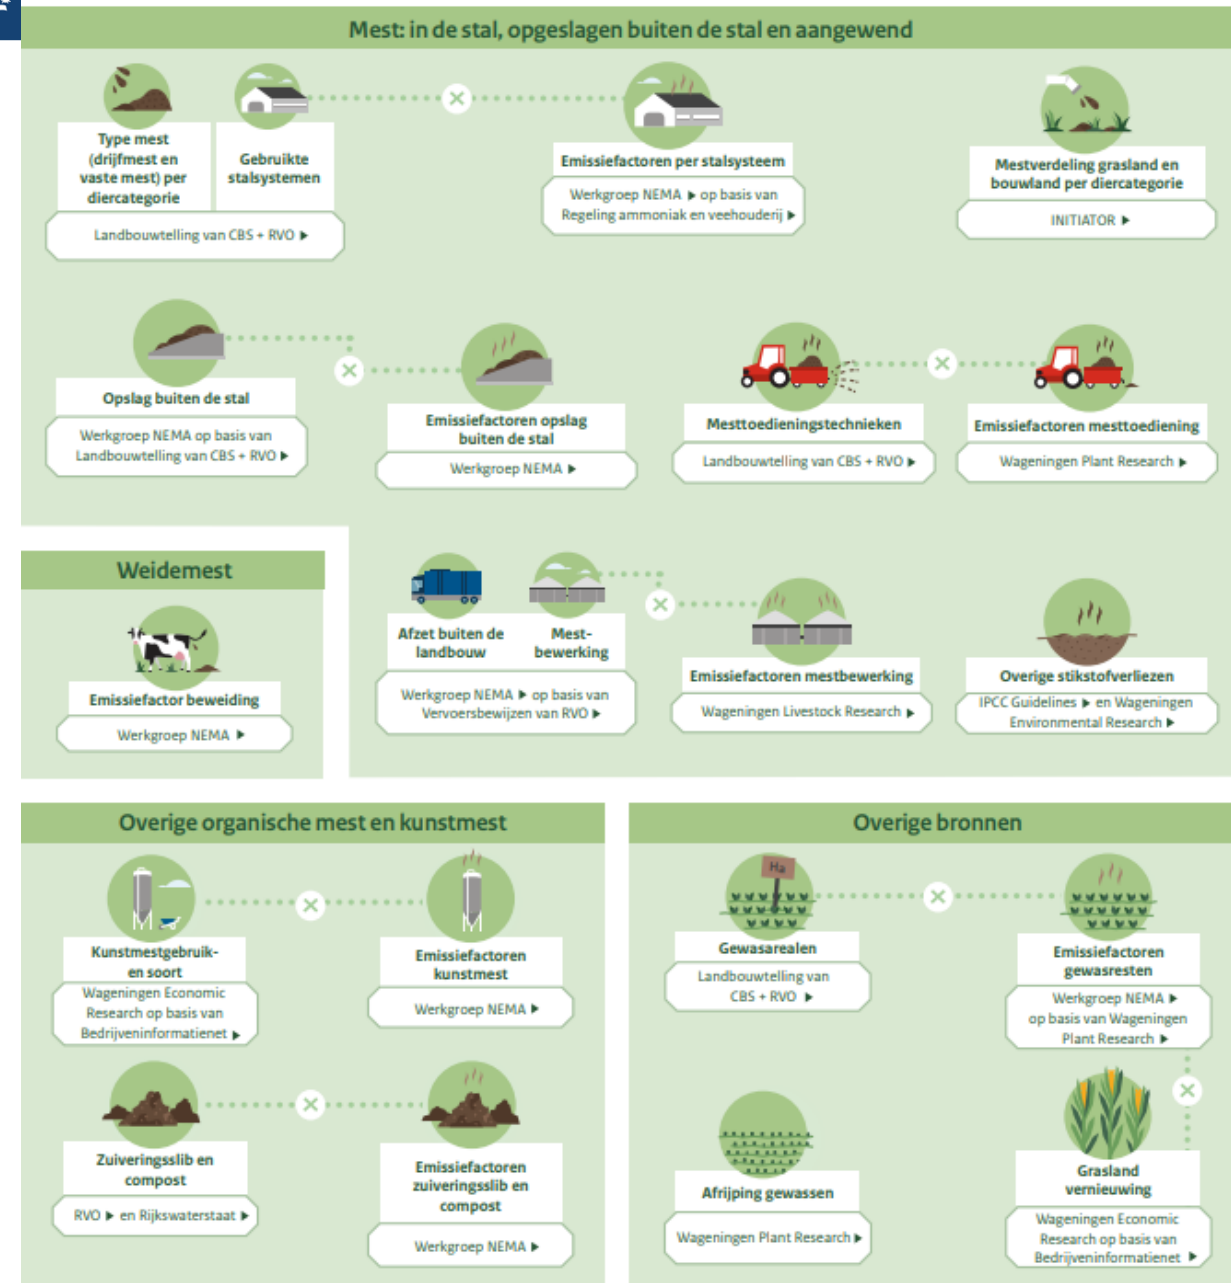 Mest: in de stal, opgeslagen buiten de stal en aangewend
Type mest
(drijfmest en
vaste mest) per
diercategorie
Gebruikte
stalsystemen
Landbouwtelling van CBS + RVO ▶
Emissiefactoren per stalsysteem
Werkgroep NEMA ▶ op basis van
Regeling ammoniak en veehouderij ▶
Mestverdeling grasland en
bouwland per diercategorie
INITIATOR ▶
Opslag buiten de stal
Werkgroep NEMA op basis van
Landbouwtelling van CBS + RVO ▶
Emissiefactoren opslag
buiten de stal
Werkgroep NEMA ▶
Mesttoedieningstechnieken
Landbouwtelling van CBS + RVO ▶
Emissiefactoren mesttoediening
Wageningen Plant Research ▶
Weidemest
Emissiefactor beweiding
Werkgroep NEMA ▶
Afzet buiten de
landbouw
Mest-
bewerking
Werkgroep NEMA ▶ op basis van
Vervoersbewijzen van RVO ▶
Emissiefactoren mestbewerking
Wageningen Livestock Research ▶
Overige stikstofverliezen
IPCC Guidelines ▶ en Wageningen
Environmental Research ▶
Overige organische mest en kunstmest
Kunstmestgebruik-
en soort
Wageningen Economic
Research op basis van
Bedrijveninformatienet ▶
Emissiefactoren
kunstmest
Werkgroep NEMA ▶
Zuiveringsslib en
compost
RVO ▶ en Rijkswaterstaat ▶
Emissiefactoren
zuiveringsslib en
compost
Werkgroep NEMA ▶
Overige bronnen
Ha
Gewasarealen
Landbouwtelling van
CBS + RVO ▶
Emissiefactoren
gewasresten
Werkgroep NEMA ▶
op basis van Wageningen
Plant Research ▶
Afrijping gewassen
Wageningen Plant Research ▶
Grasland
vernieuwing
Wageningen Economic
Research op basis van
Bedrijveninformatienet ▶